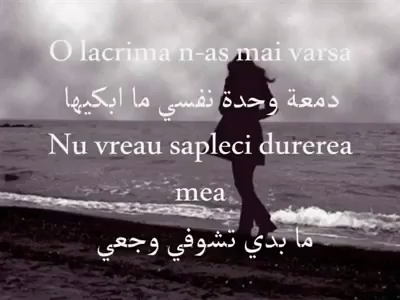 O lacrima n-as mai varsa
دمعة وحدة نفسي ما ابكيها
Nu vreau sapleci durerea
mea
ما بدي تشوفي وجعي